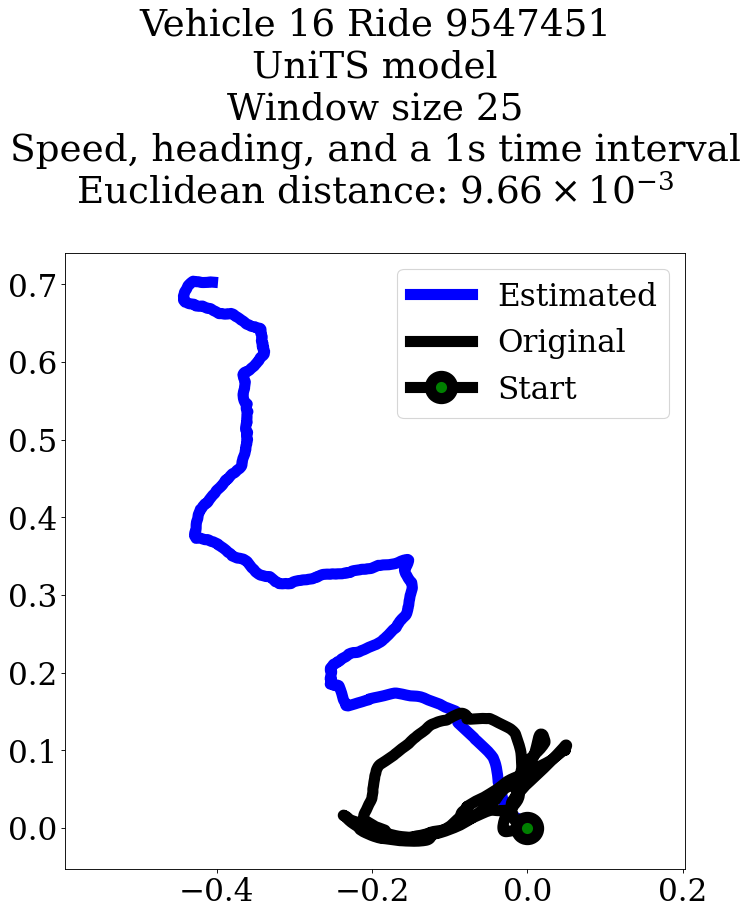 Vehicle 16 Ride 9547451
UniTS model
Window size 25
Speed, heading, and a 1s time interval
Euclidean distance: 9.66 × 10⁻³
Estimated
Original
Start
0.7
0.6
0.5
0.4
0.3
0.2
0.1
0.0
−0.4 −0.2 0.0 0.2